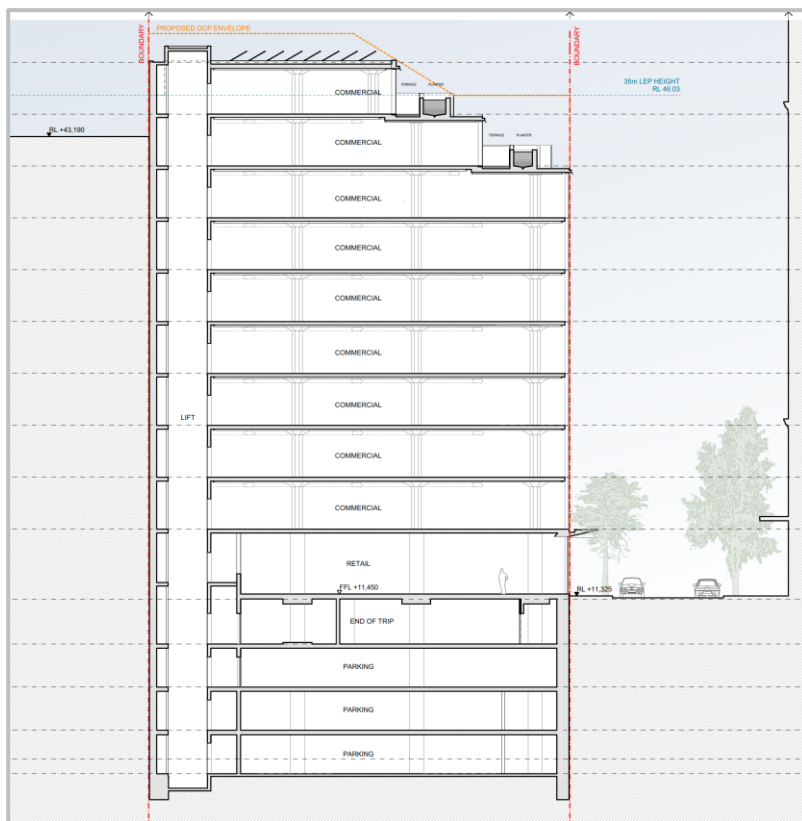 PROPOSED DCP ENVELOPE
BOUNDARY
BOUNDARY
TERRACE PLANTER
35m LEP HEIGHT
RL 46.03
COMMERCIAL
RL +43,190
TERRACE PLANTER
COMMERCIAL
COMMERCIAL
COMMERCIAL
COMMERCIAL
COMMERCIAL
COMMERCIAL
LIFT
COMMERCIAL
COMMERCIAL
RETAIL
FFL +11,450
RL +11,325
END OF TRIP
PARKING
PARKING
PARKING